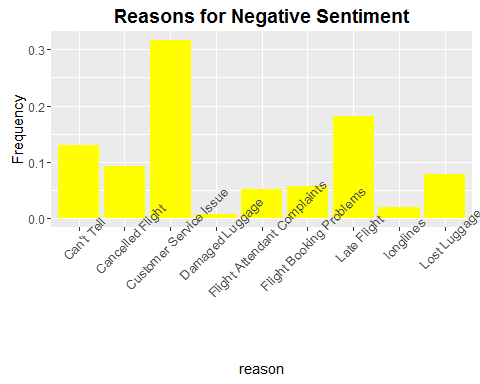 Reasons for Negative Sentiment
Frequency
0.3
0.2
0.1
0.0
Can't Tell
Cancelled Flight
Customer Service Issue
Damaged Luggage
Flight Attendant Complaints
Flight Booking Problems
Late Flight
longlines
Lost Luggage
reason